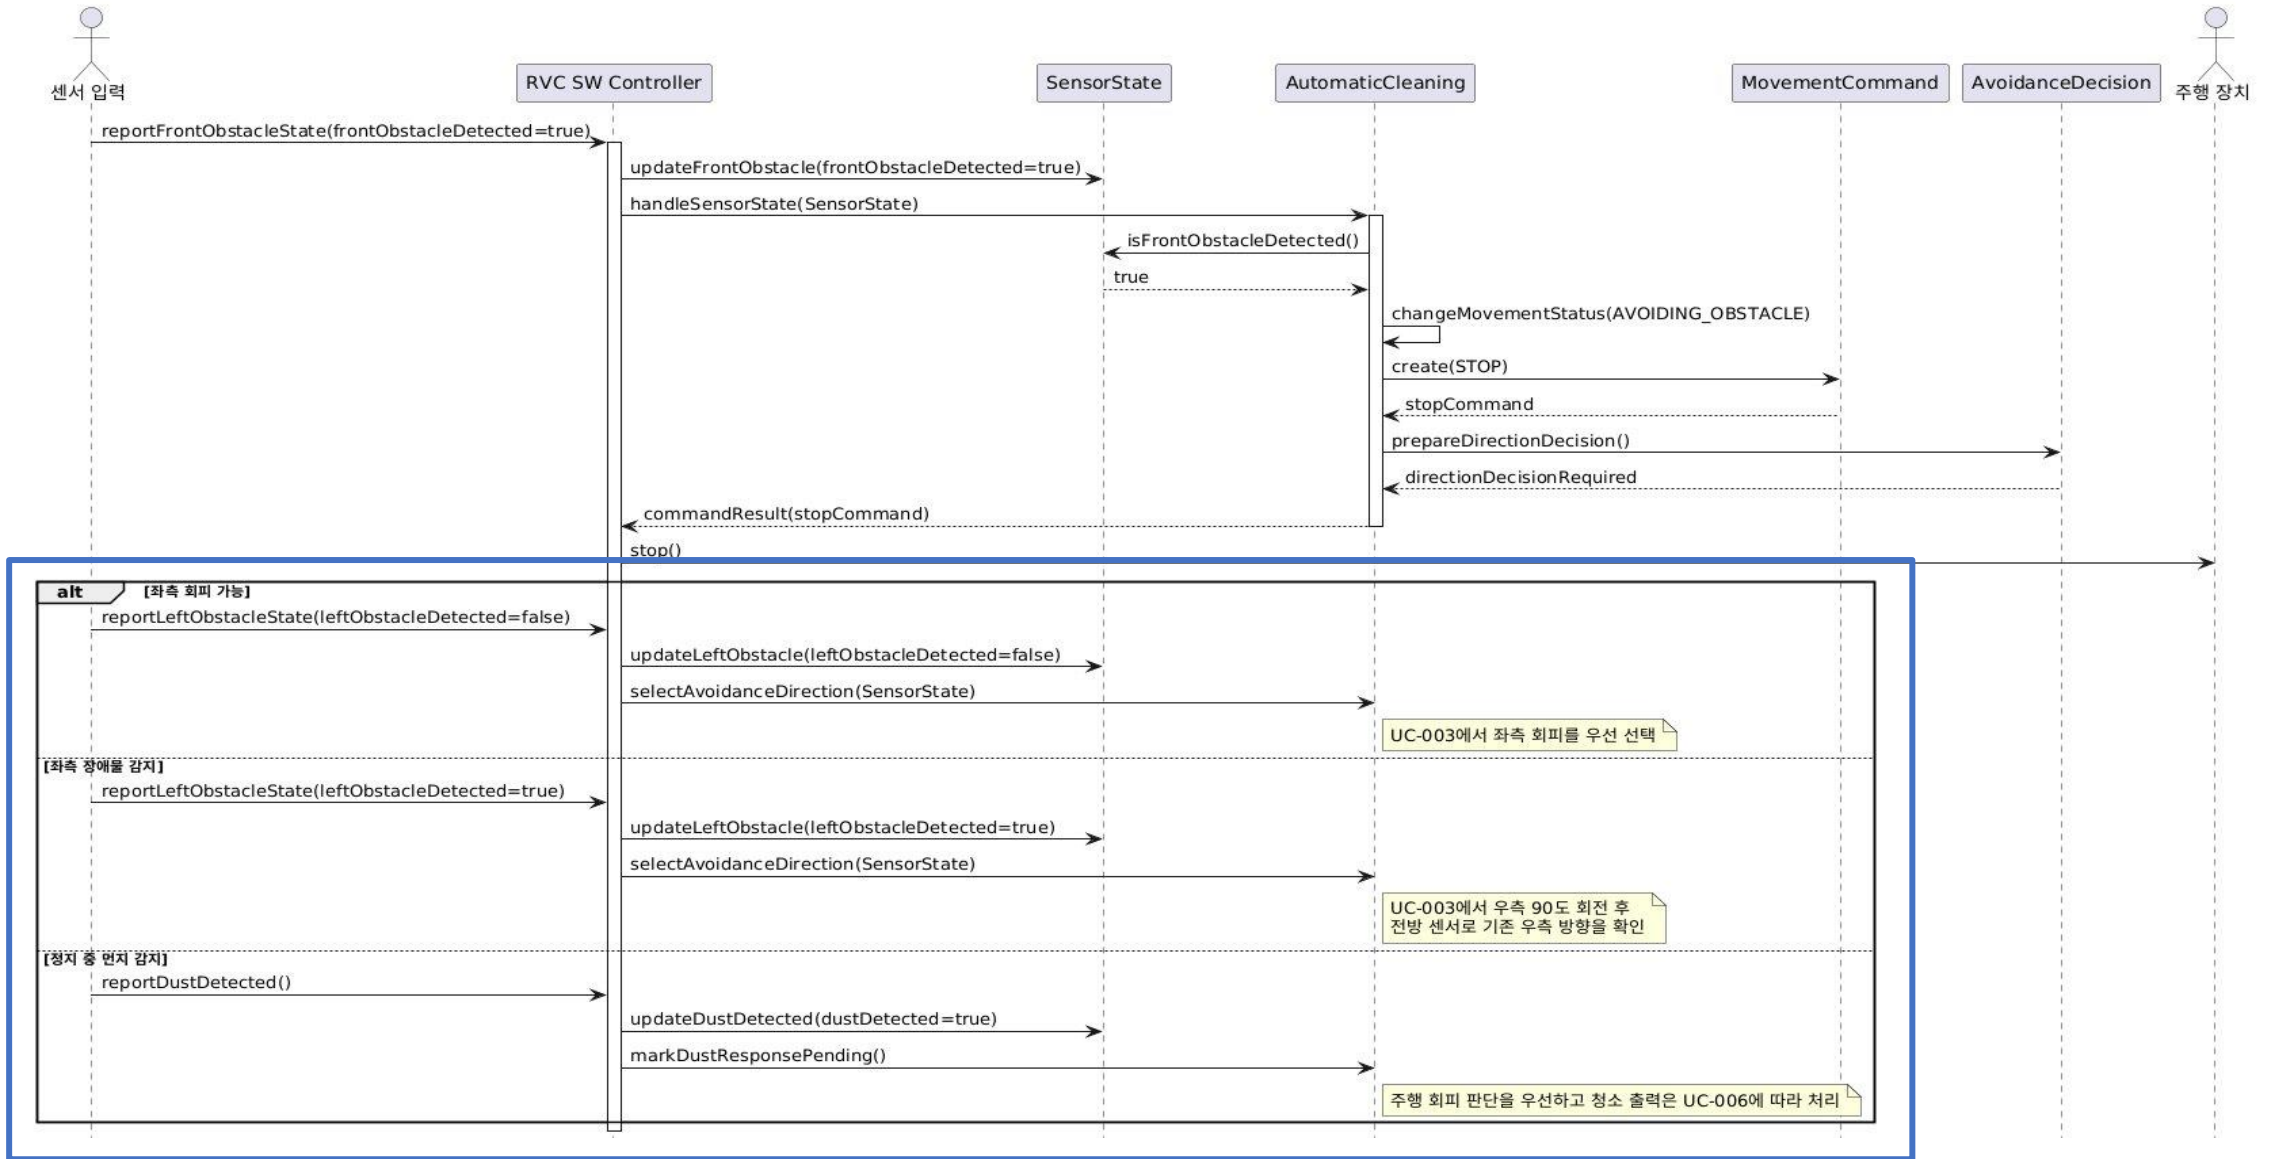 센서 입력
RVC SW Controller
SensorState
AutomaticCleaning
MovementCommand
AvoidanceDecision
주행 장치
reportFrontObstacleState(frontObstacleDetected=true)
updateFrontObstacle(frontObstacleDetected=true)
handleSensorState(SensorState)
isFrontObstacleDetected()
true
changeMovementStatus(AVOIDING_OBSTACLE)
create(STOP)
stopCommand
prepareDirectionDecision()
directionDecisionRequired
commandResult(stopCommand)
stop()
alt [좌측 회피 가능]
reportLeftObstacleState(leftObstacleDetected=false)
updateLeftObstacle(leftObstacleDetected=false)
selectAvoidanceDirection(SensorState)
UC-003에서 좌측 회피를 우선 선택
[좌측 장애물 감지]
reportLeftObstacleState(leftObstacleDetected=true)
updateLeftObstacle(leftObstacleDetected=true)
selectAvoidanceDirection(SensorState)
UC-003에서 우측 90도 회전 후
전방 센서로 기존 우측 방향을 확인
[정지 중 먼지 감지]
reportDustDetected()
updateDustDetected(dustDetected=true)
markDustResponsePending()
주행 회피 판단을 우선하고 청소 출력은 UC-006에 따라 처리